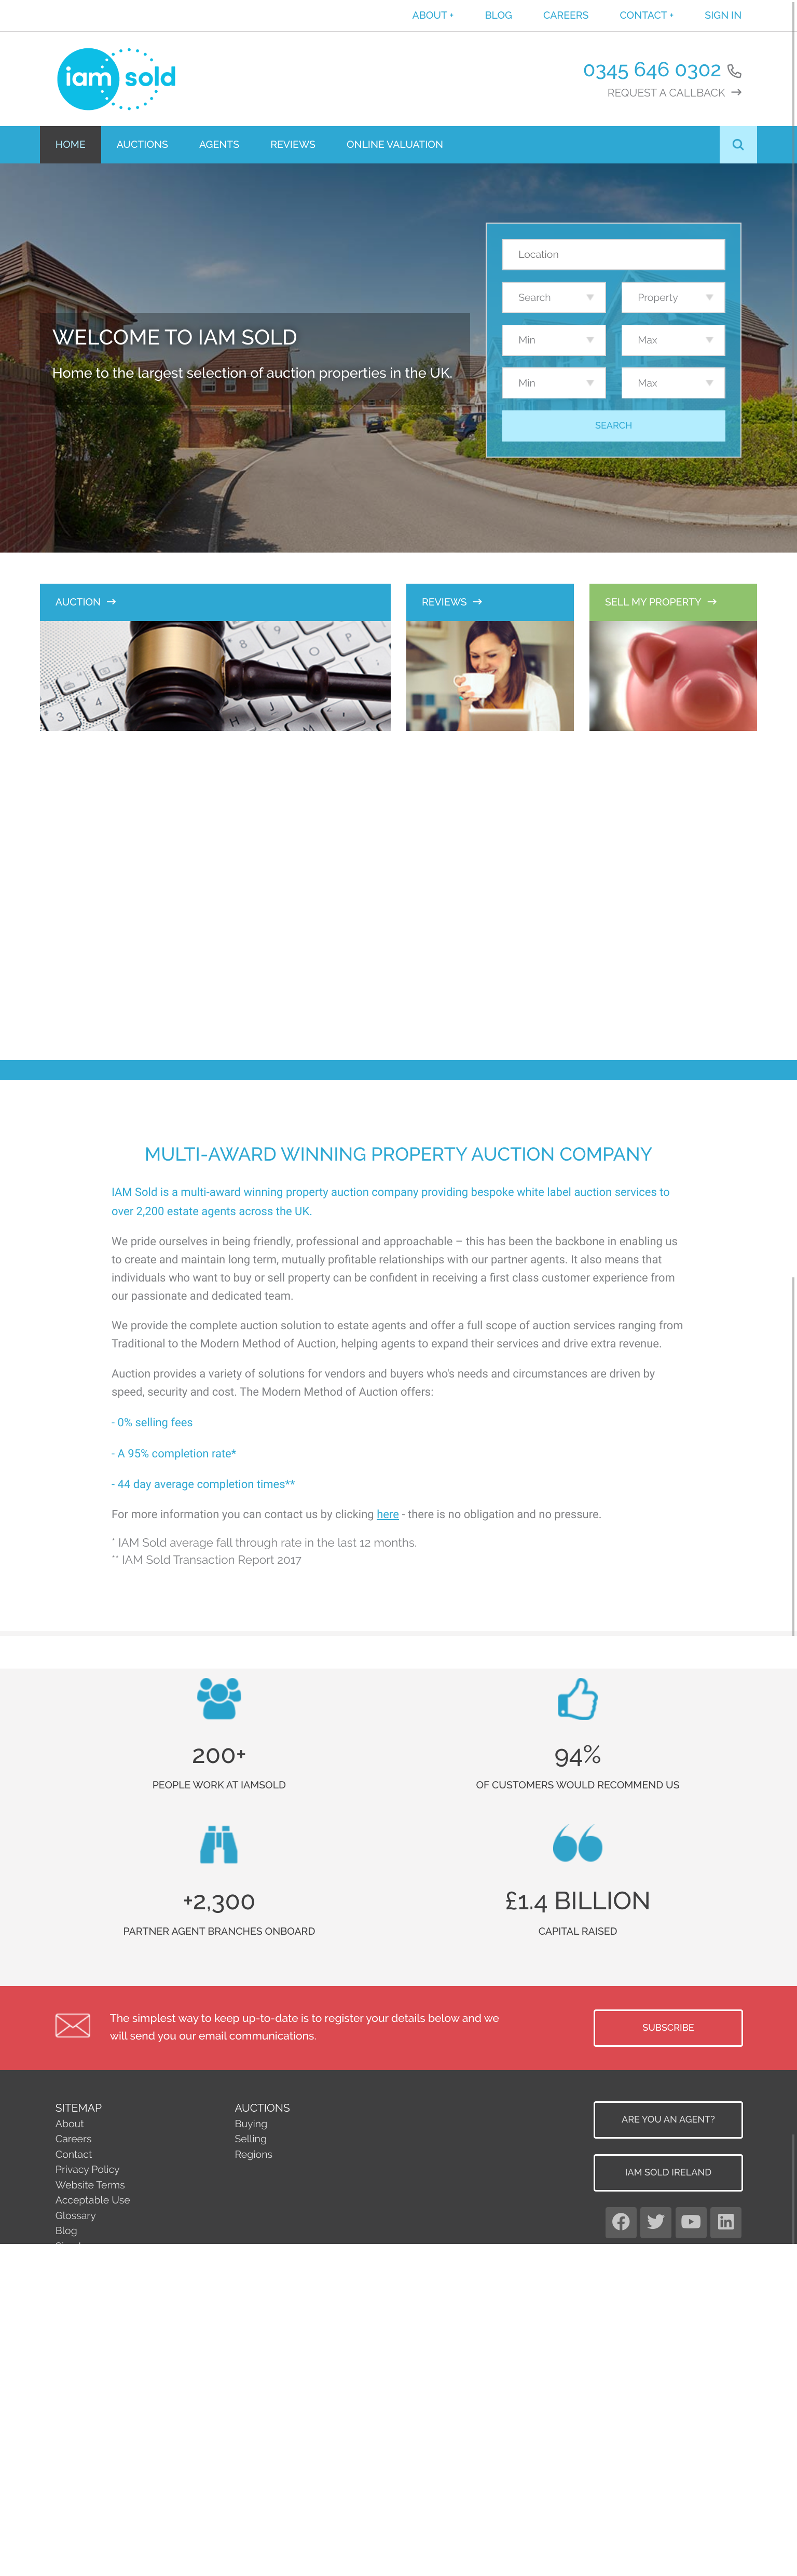 ABOUT +
BLOG
CAREERS
CONTACT +
SIGN IN
iam sold
0345 646 0302
REQUEST A CALLBACK →
HOME
AUCTIONS
AGENTS
REVIEWS
ONLINE VALUATION
Location
Search
Property
Min
Max
Min
Max
SEARCH
WELCOME TO IAM SOLD
Home to the largest selection of auction properties in the UK.
AUCTION →
REVIEWS →
SELL MY PROPERTY →
MULTI-AWARD WINNING PROPERTY AUCTION COMPANY
IAM Sold is a multi-award winning property auction company providing bespoke white label auction services to
over 2,200 estate agents across the UK.
We pride ourselves in being friendly, professional and approachable – this has been the backbone in enabling us
to create and maintain long term, mutually profitable relationships with our partner agents. It also means that
individuals who want to buy or sell property can be confident in receiving a first class customer experience from
our passionate and dedicated team.
We provide the complete auction solution to estate agents and offer a full scope of auction services ranging from
Traditional to the Modern Method of Auction, helping agents to expand their services and drive extra revenue.
Auction provides a variety of solutions for vendors and buyers who's needs and circumstances are driven by
speed, security and cost. The Modern Method of Auction offers:
- 0% selling fees
- A 95% completion rate*
- 44 day average completion times**
For more information you can contact us by clicking here - there is no obligation and no pressure.
* IAM Sold average fall through rate in the last 12 months.
** IAM Sold Transaction Report 2017
200+
PEOPLE WORK AT IAMSOLD
94%
OF CUSTOMERS WOULD RECOMMEND US
+2,300
PARTNER AGENT BRANCHES ONBOARD
£1.4 BILLION
CAPITAL RAISED
The simplest way to keep up-to-date is to register your details below and we
will send you our email communications.
SUBSCRIBE
SITEMAP
About
Careers
Contact
Privacy Policy
Website Terms
Acceptable Use
Glossary
Blog
AUCTIONS
Buying
Selling
Regions
ARE YOU AN AGENT?
IAM SOLD IRELAND